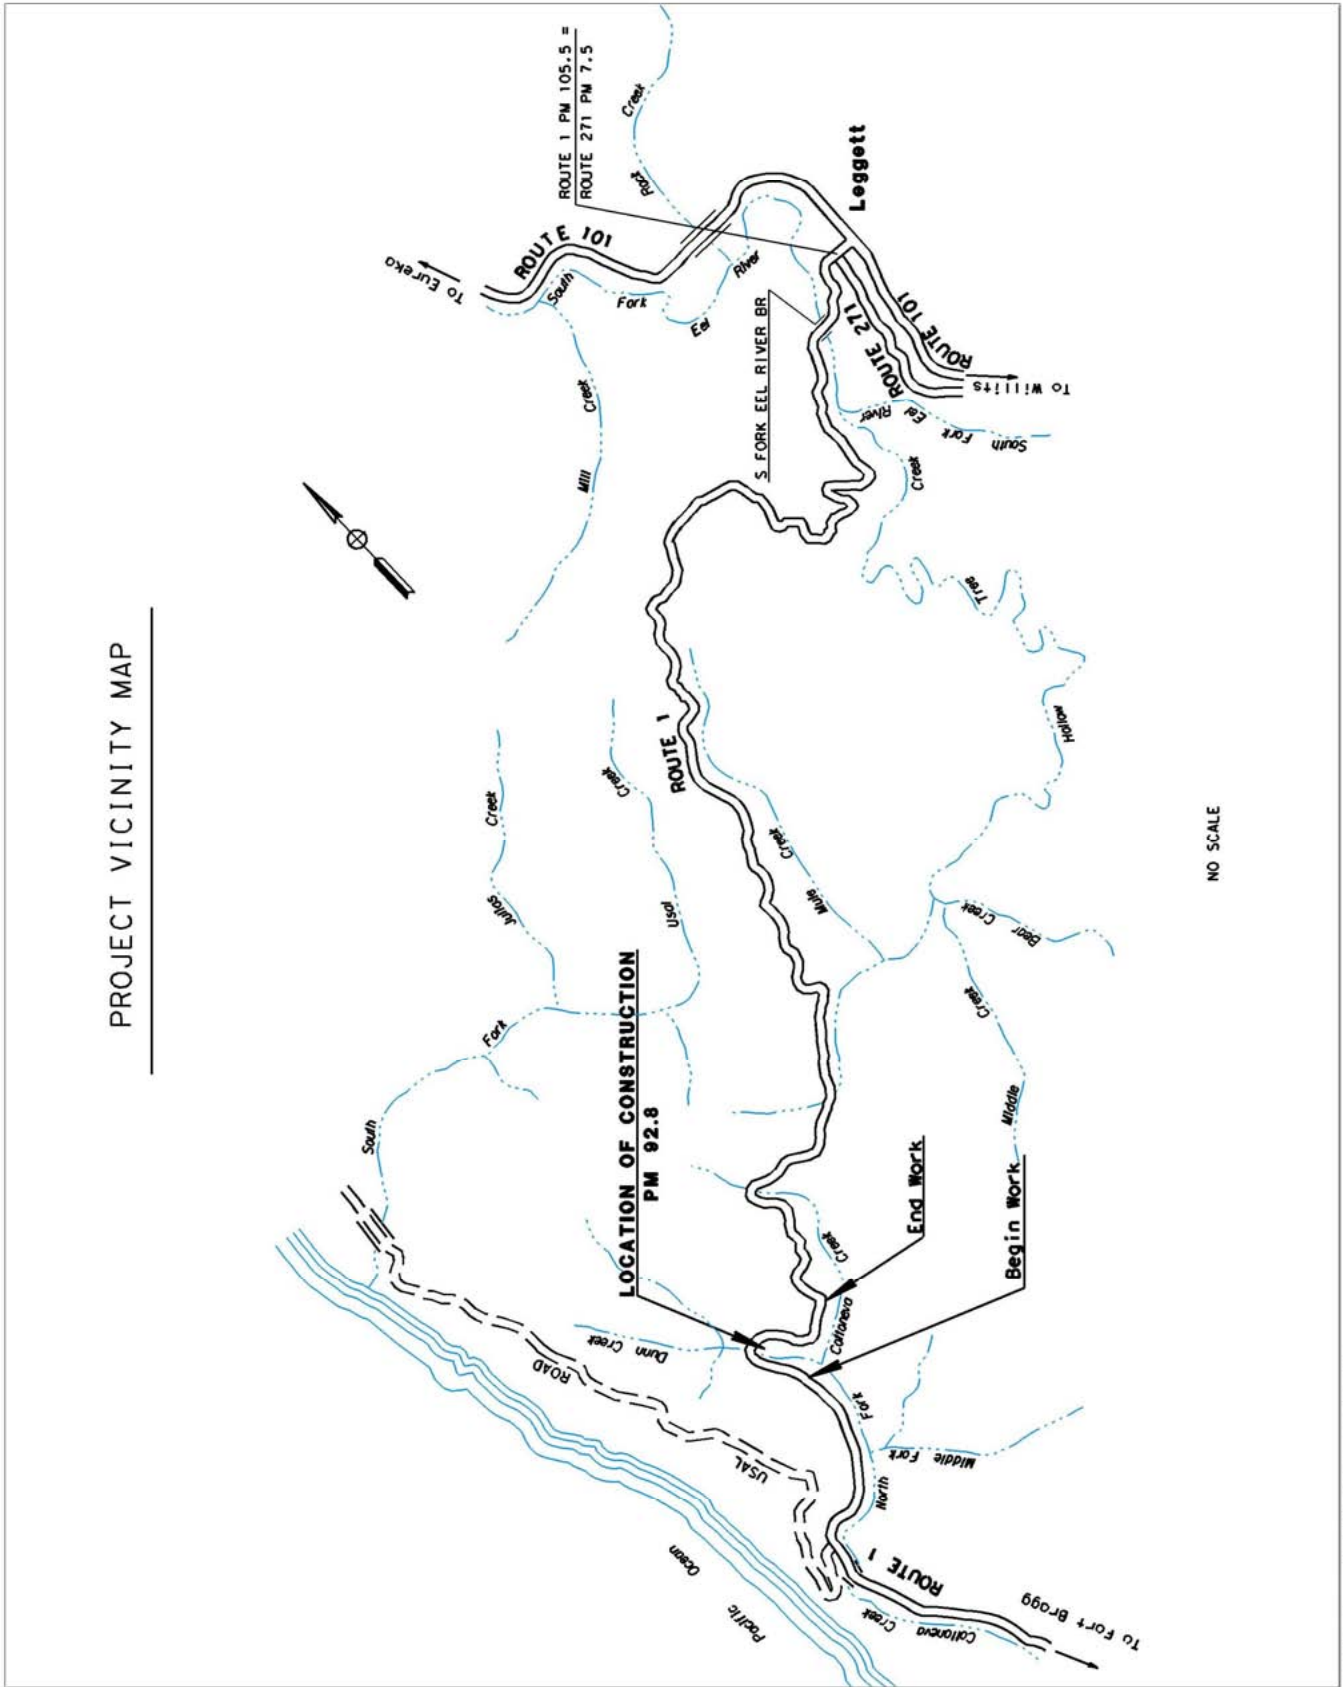 PROJECT VICINITY MAP
To Eureka
ROUTE 101
ROUTE 1 PM 105.5 =
ROUTE 271 PM 7.5
Rock
Creek
South
Fork
Eel
River
Leggett
S FORK EEL RIVER BR
ROUTE 271
ROUTE 101
To Willits
South
Fork
Eel
River
Mill
Creek
Creek
Tree
Hollow
ROUTE 1
Julias
Creek
Usal
Creek
Mule
Creek
Bear
Creek
Middle
Creek
South
Fork
LOCATION OF CONSTRUCTION
PM 92.8
End Work
Begin Work
Cottaneva
Creek
Dunn Creek
USAL
ROAD
North
Fork
Middle Fork
Pacific
Ocean
ROUTE 1
Cottaneva
Creek
To Fort Bragg
NO SCALE